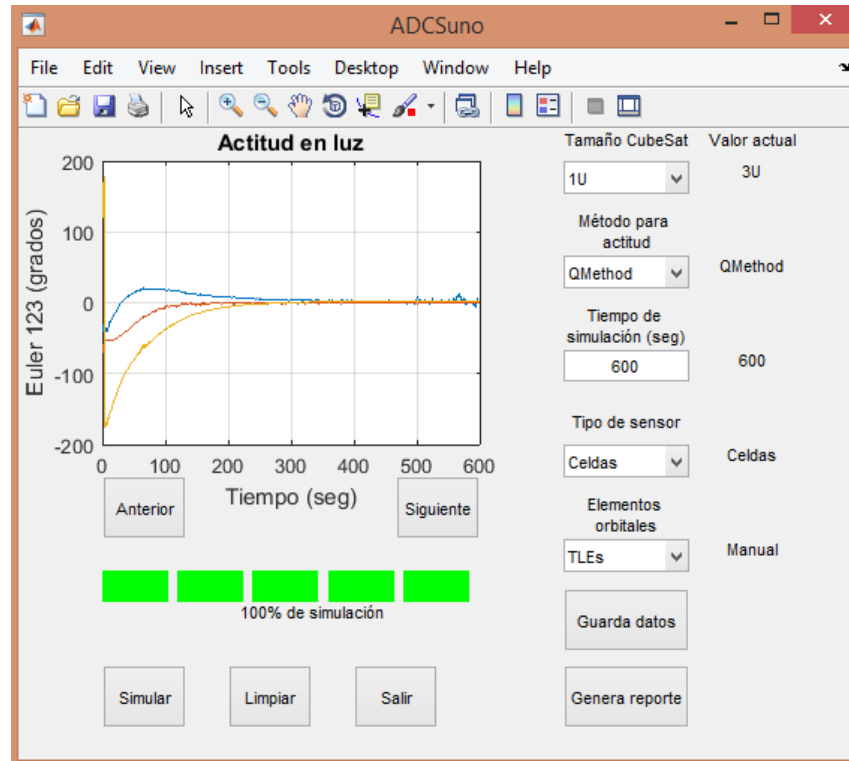 ADCSuno
File Edit View Insert Tools Desktop Window Help
Actitud en luz
Euler 123 (grados)
200
100
0
-100
-200
0 100 200 300 400 500 600
Tiempo (seg)
Anterior
Siguiente
100% de simulación
Simular
Limpiar
Salir
Tamaño CubeSat
Valor actual
1U
3U
Método para
actitud
QMethod
QMethod
Tiempo de
simulación (seg)
600
600
Tipo de sensor
Celdas
Celdas
Elementos
orbitales
TLEs
Manual
Guarda datos
Genera reporte